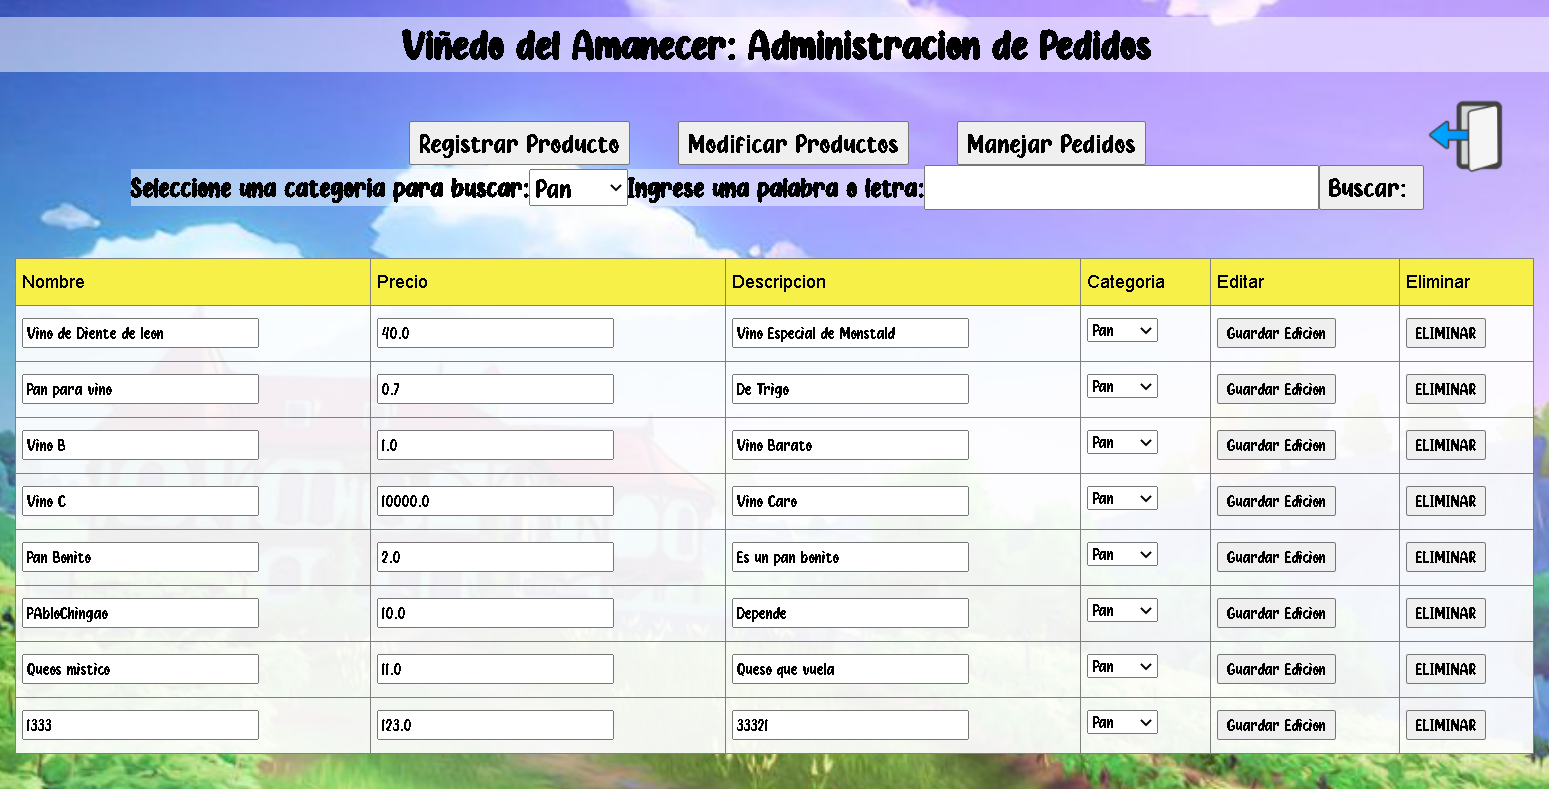 Viñedo del Amanecer: Administracion de Pedidos
Registrar Producto Modificar Productos Manejar Pedidos
Seleccione una categoria para buscar: Pan Ingrese una palabra o letra: Buscar:
Nombre Precio Descripcion Categoria Editar Eliminar
Vino de Diente de leon 40.0 Vino Especial de Monstald Pan Guardar Edicion ELIMINAR
Pan para vino 0.7 De Trigo Pan Guardar Edicion ELIMINAR
Vino B 1.0 Vino Barato Pan Guardar Edicion ELIMINAR
Vino C 10000.0 Vino Caro Pan Guardar Edicion ELIMINAR
Pan Bonito 2.0 Es un pan bonito Pan Guardar Edicion ELIMINAR
PAbloChingao 10.0 Depende Pan Guardar Edicion ELIMINAR
Queos mistico 11.0 Queso que vuela Pan Guardar Edicion ELIMINAR
1333 123.0 33321 Pan Guardar Edicion ELIMINAR